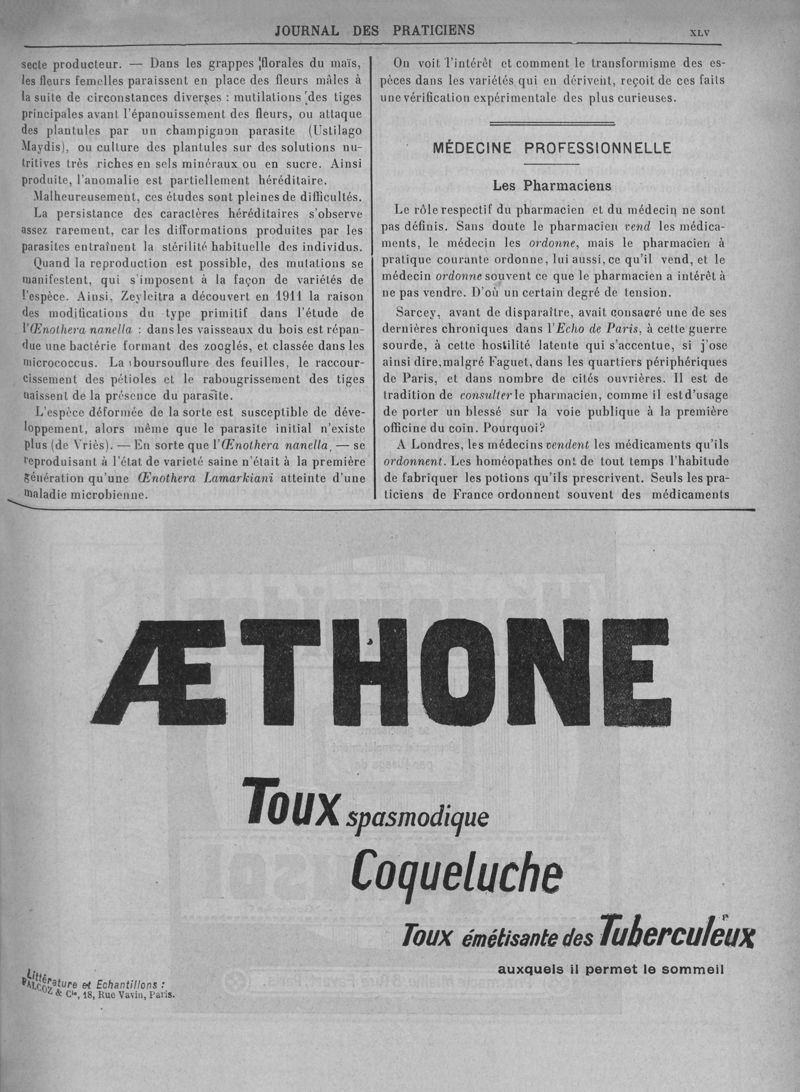 JOURNAL DES PRATICIENS XLV
secte producteur. — Dans les grappes florales du maïs,
les fleurs femelles paraissent en place des fleurs mâles à
la suite de circonstances diverses : mutilations des tiges
principales avant l'épanouissement des fleurs, ou attaque
des plantules par un champignon parasite (Ustilago
Maydis), ou culture des plantules sur des solutions nu-
tritives très riches en sels minéraux ou en sucre. Ainsi
produite, l'anomalie est partiellement héréditaire.
Malheureusement, ces études sont pleines de difficultés.
La persistance des caractères héréditaires s'observe
assez rarement, car les difformations produites par les
parasites entraînent la stérilité habituelle des individus.
Quand la reproduction est possible, des mutations se
manifestent, qui s'imposent à la façon de variétés de
l'espèce. Ainsi, Zeyleitra a découvert en 1911 la raison
des modifications du type primitif dans l'étude de
l'Œnothera nanella : dans les vaisseaux du bois est répan-
due une bactérie formant des zooglés, et classée dans les
micrococcus. La boursouflure des feuilles, le raccour-
cissement des pétioles et le rabougrissement des tiges
naissent de la présence du parasite.
L'espèce déformée de la sorte est susceptible de déve-
loppement, alors même que le parasite initial n'existe
plus (de Vriès). — En sorte que l'Œnothera nanella, — se
reproduisant à l'état de varieté saine n'était à la première
génération qu'une Œnothera Lamarkiani atteinte d'une
maladie microbienne.
On voit l'intérêt et comment le transformisme des es-
pèces dans les variétés qui en dérivent, reçoit de ces faits
une vérification expérimentale des plus curieuses.
MÉDECINE PROFESSIONNELLE
Les Pharmaciens
Le rôle respectif du pharmacien et du médecin ne sont
pas définis. Sans doute le pharmacien vend les médica-
ments, le médecin les ordonne, mais le pharmacien à
pratique courante ordonne, lui aussi, ce qu'il vend, et le
médecin ordonne souvent ce que le pharmacien a intérêt à
ne pas vendre. D'où un certain degré de tension.
Sarcey, avant de disparaître, avait consacré une de ses
dernières chroniques dans l'Echo de Paris, à cette guerre
sourde, à cette hostilité latente qui s'accentue, si j'ose
ainsi dire, malgré Faguet, dans les quartiers périphériques
de Paris, et dans nombre de cités ouvrières. Il est de
tradition de consulter le pharmacien, comme il est d'usage
de porter un blessé sur la voie publique à la première
officine du coin. Pourquoi?
A Londres, les médecins vendent les médicaments qu'ils
ordonnent. Les homéopathes ont de tout temps l'habitude
de fabriquer les potions qu'ils prescrivent. Seuls les pra-
ticiens de France ordonnent souvent des médicaments
ÆTHONE
Toux spasmodique
Coqueluche
Toux émétisante des Tuberculeux
auxquels il permet le sommeil
Littérature et Echantillons :
FALCOZ & Cie, 18, Rue Vavin, Paris.